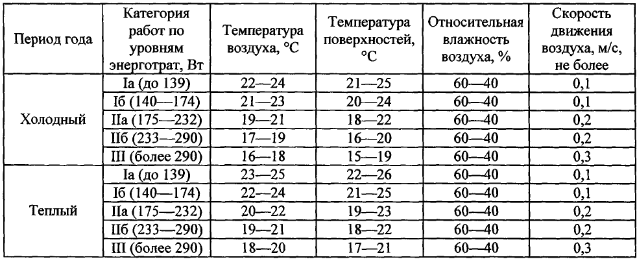 Период года | Категория работ по уровням энерготрат, Вт | Температура воздуха, °С | Температура поверхностей, °С | Относительная влажность воздуха, % | Скорость движения воздуха, м/с, не более
Холодный | Iа (до 139) | 22—24 | 21—25 | 60—40 | 0,1
Iб (140—174) | 21—23 | 20—24 | 60—40 | 0,1
IIа (175—232) | 19—21 | 18—22 | 60—40 | 0,2
IIб (233—290) | 17—19 | 16—20 | 60—40 | 0,2
III (более 290) | 16—18 | 15—19 | 60—40 | 0,3
Теплый | Iа (до 139) | 23—25 | 22—26 | 60—40 | 0,1
Iб (140—174) | 22—24 | 21—25 | 60—40 | 0,1
IIа (175—232) | 20—22 | 19—23 | 60—40 | 0,2
IIб (233—290) | 19—21 | 18—22 | 60—40 | 0,2
III (более 290) | 18—20 | 17—21 | 60—40 | 0,3